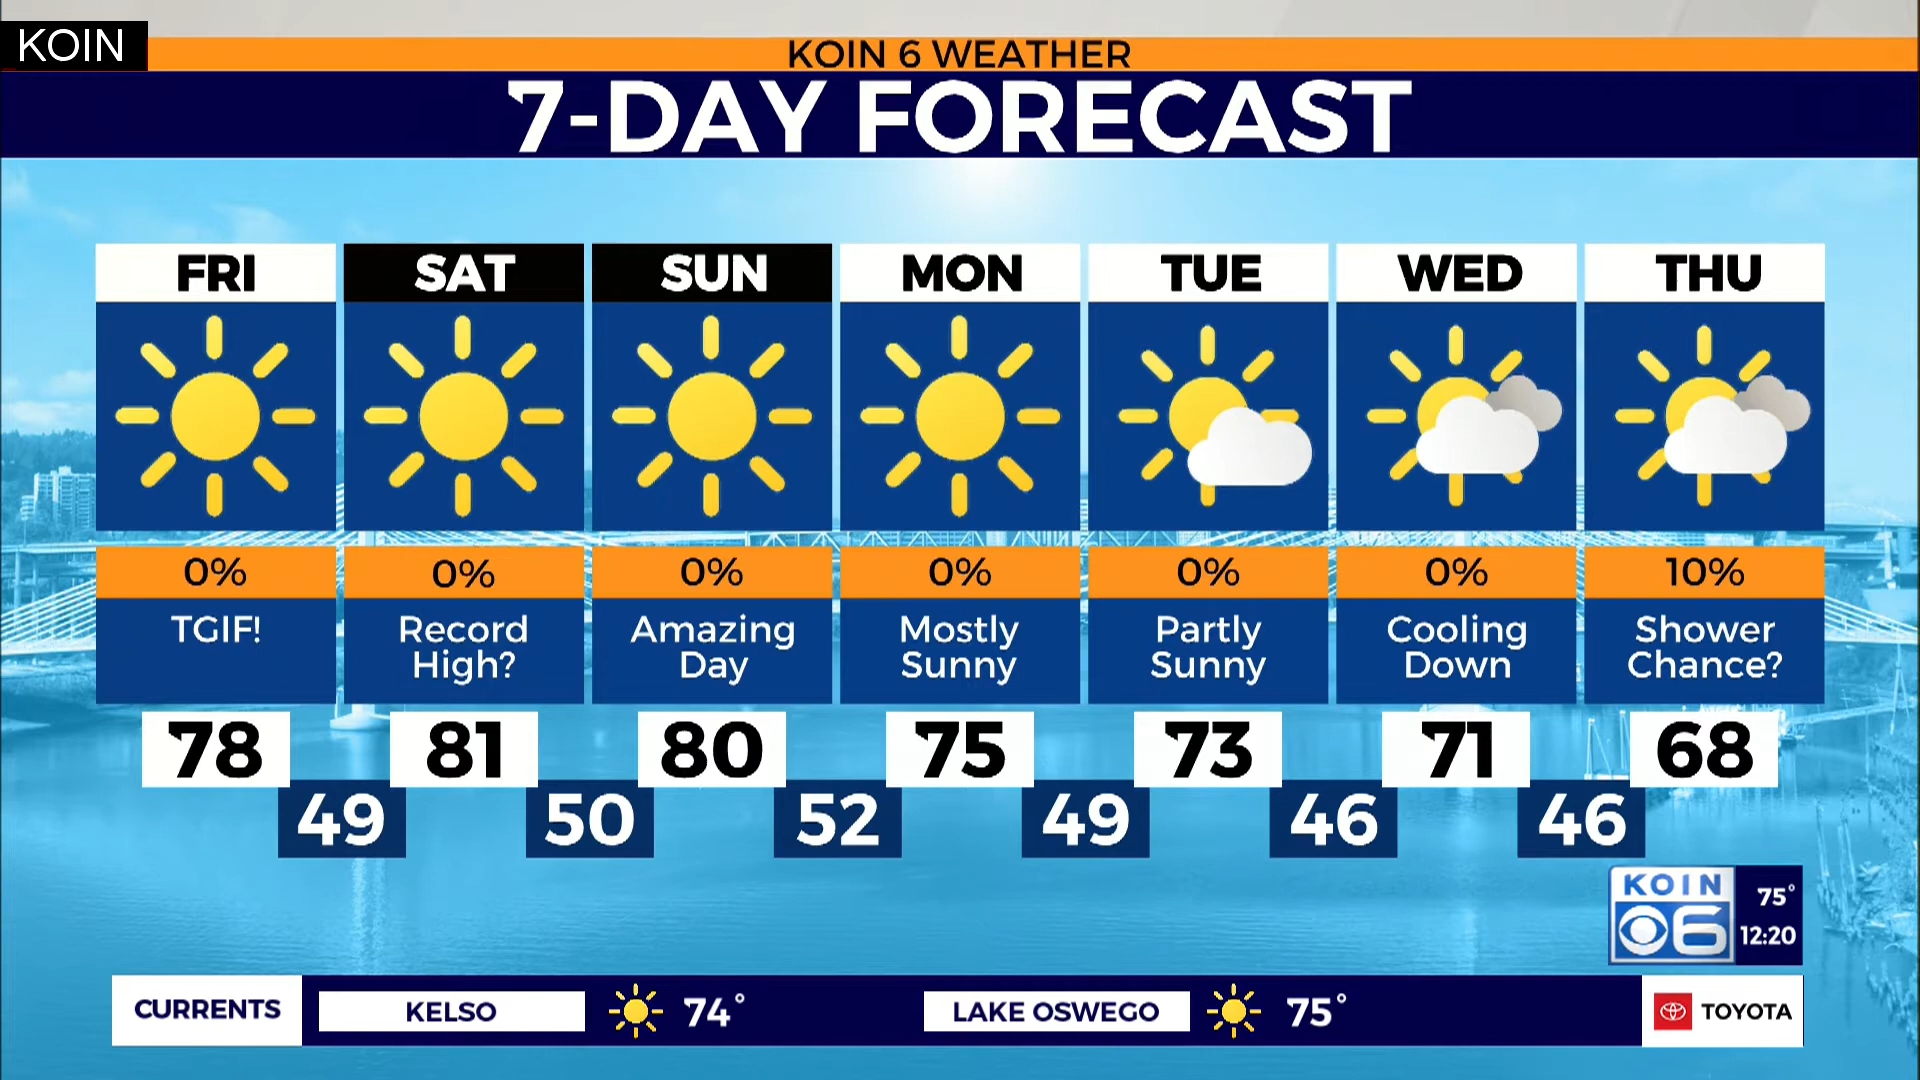 KOIN
KOIN 6 WEATHER
7-DAY FORECAST
FRI SAT SUN MON TUE WED THU
0% 0% 0% 0% 0% 0% 10%
TGIF! Record Amazing Mostly Partly Cooling Shower
High? Day Sunny Sunny Down Chance?
78 81 80 75 73 71 68
49 50 52 49 46 46
KOIN 75°
6 12:20
CURRENTS KELSO 74° LAKE OSWEGO 75° TOYOTA